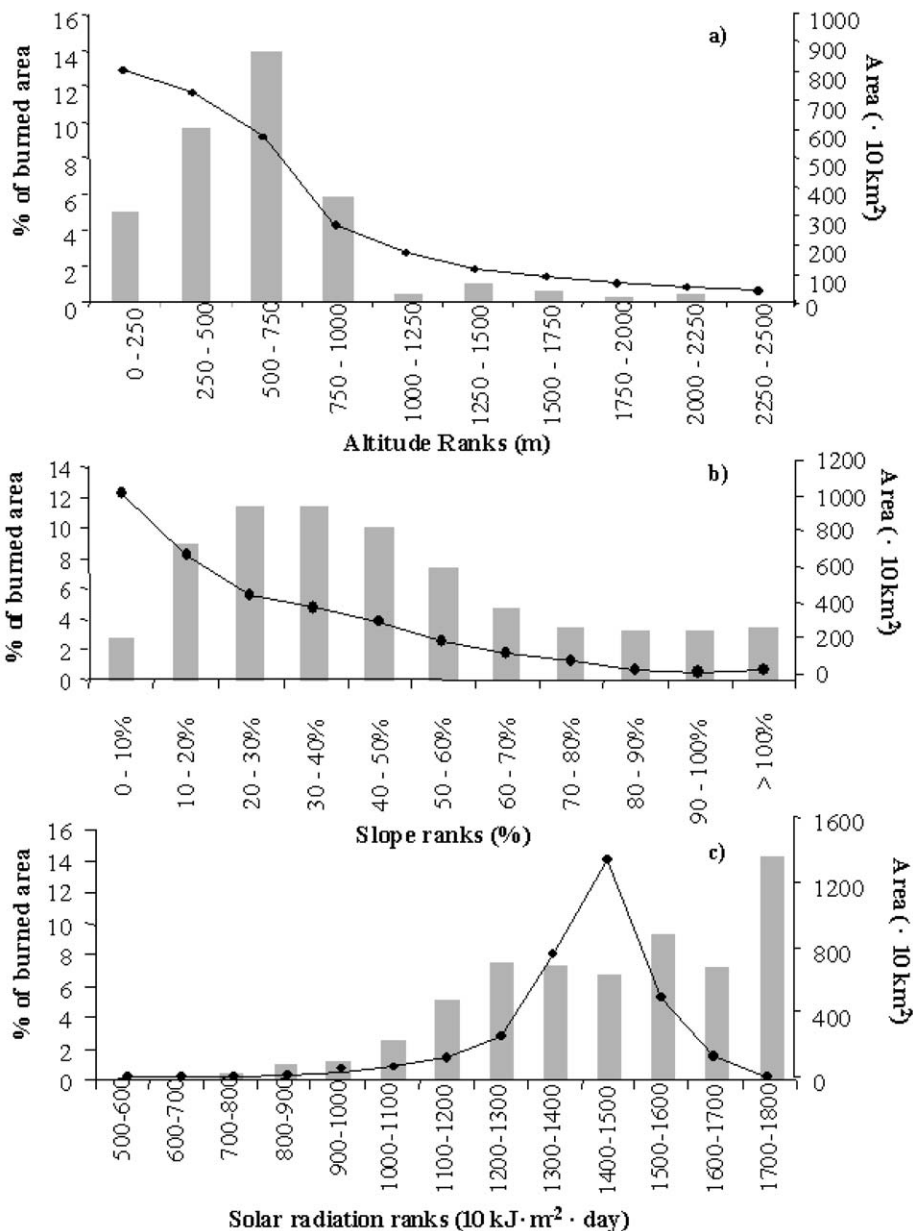 a)
% of burned area
16
14
12
10
8
6
4
2
0
1000
900
800
700
600
500
400
300
200
100
0
Area (· 10 km²)
0 - 250
250 - 500
500 - 750
750 - 1000
1000 - 1250
1250 - 1500
1500 - 1750
1750 - 2000
2000 - 2250
2250 - 2500
Altitude Ranks (m)
b)
% of burned area
14
12
10
8
6
4
2
0
1200
1000
800
600
400
200
0
Area (· 10 km²)
0 - 10%
10 - 20%
20 - 30%
30 - 40%
40 - 50%
50 - 60%
60 - 70%
70 - 80%
80 - 90%
90 - 100%
> 100%
Slope ranks (%)
c)
% of burned area
16
14
12
10
8
6
4
2
0
1600
1200
800
400
0
Area (· 10 km²)
500-600
600-700
700-800
800-900
900-1000
1000-1100
1100-1200
1200-1300
1300-1400
1400-1500
1500-1600
1600-1700
1700-1800
Solar radiation ranks (10 kJ·m² · day)